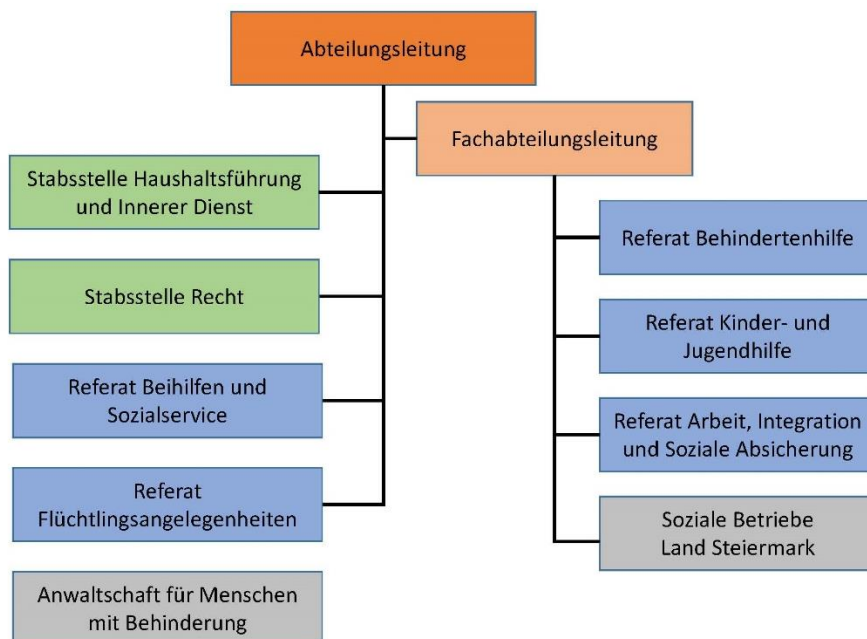 Abteilungsleitung
Fachabteilungsleitung
Stabsstelle Haushaltsführung
und Innerer Dienst
Stabsstelle Recht
Referat Beihilfen und
Sozialservice
Referat
Flüchtlingsangelegenheiten
Anwaltschaft für Menschen
mit Behinderung
Referat Behindertenhilfe
Referat Kinder- und
Jugendhilfe
Referat Arbeit, Integration
und Soziale Absicherung
Soziale Betriebe
Land Steiermark